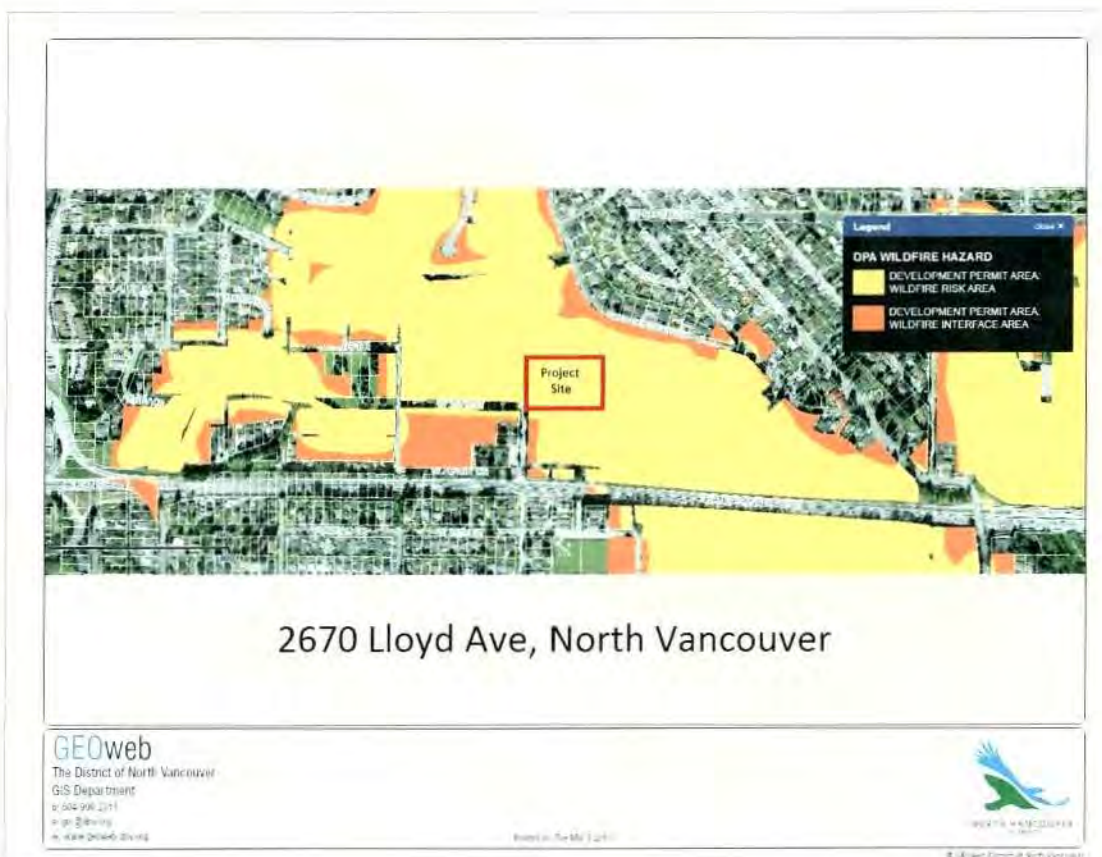 Legend
close X
DPA WILDFIRE HAZARD
DEVELOPMENT PERMIT AREA:
WILDFIRE RISK AREA
DEVELOPMENT PERMIT AREA:
WILDFIRE INTERFACE AREA
Project
Site
2670 Lloyd Ave, North Vancouver
GEOweb
The District of North Vancouver
GIS Department
NORTH VANCOUVER